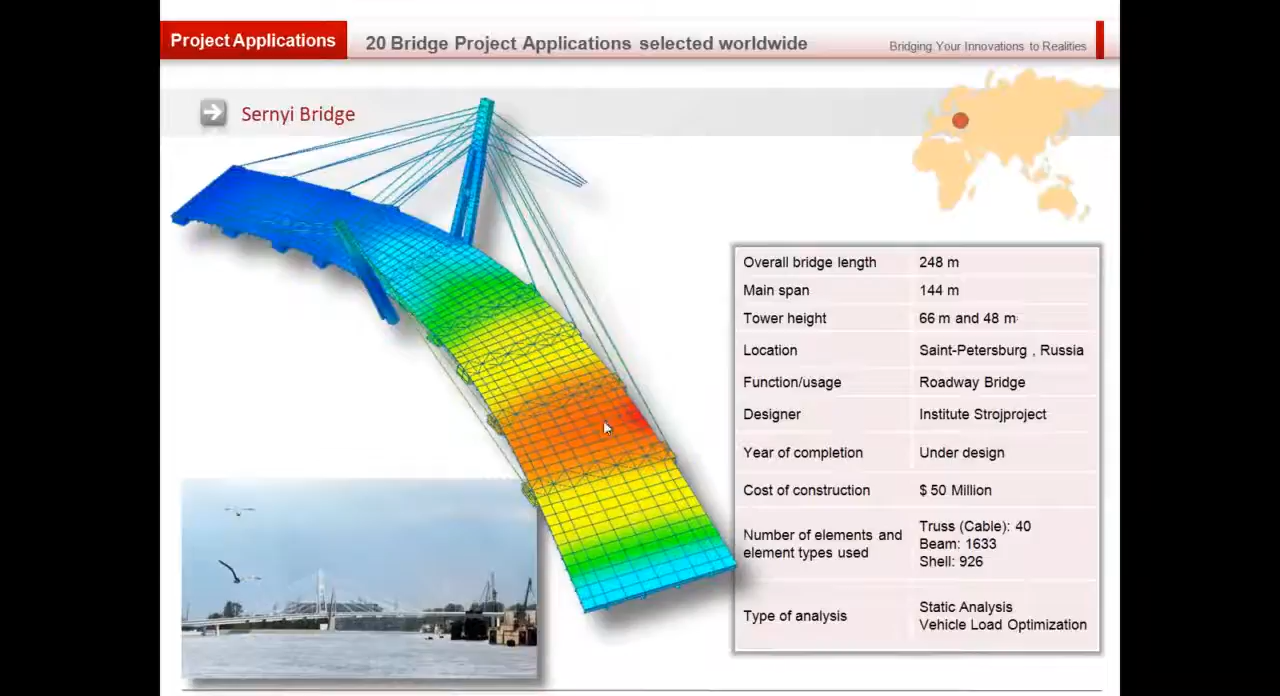 Project Applications
20 Bridge Project Applications selected worldwide
Bridging Your Innovations to Realities
Sernyi Bridge
Overall bridge length 248 m
Main span 144 m
Tower height 66 m and 48 m
Location Saint-Petersburg , Russia
Function/usage Roadway Bridge
Designer Institute Strojproject
Year of completion Under design
Cost of construction $ 50 Million
Number of elements and
element types used
Truss (Cable): 40
Beam: 1633
Shell: 926
Type of analysis
Static Analysis
Vehicle Load Optimization